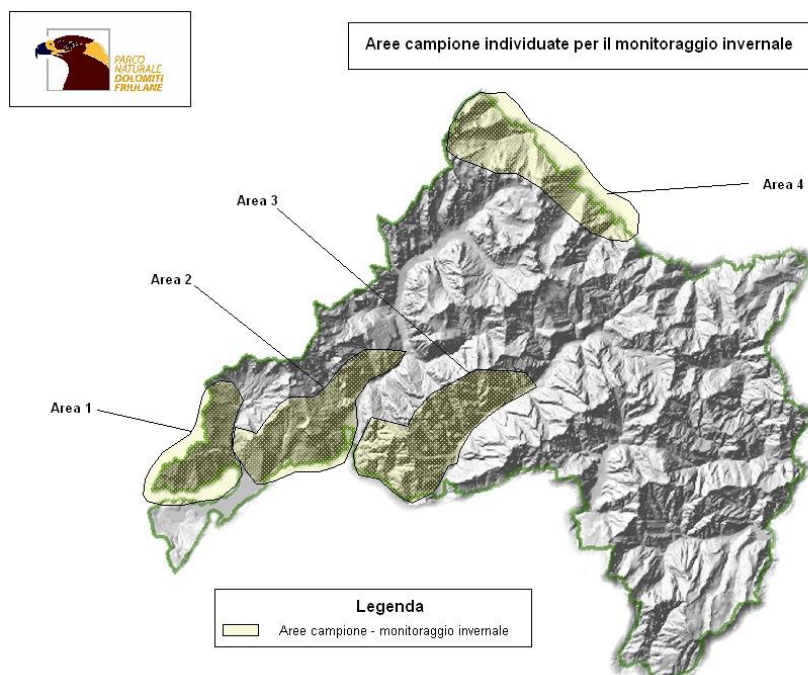 PARCO
NATURALE
DOLOMITI
FRIULANE
Aree campione individuate per il monitoraggio invernale
Area 4
Area 3
Area 2
Area 1
Legenda
Aree campione - monitoraggio invernale